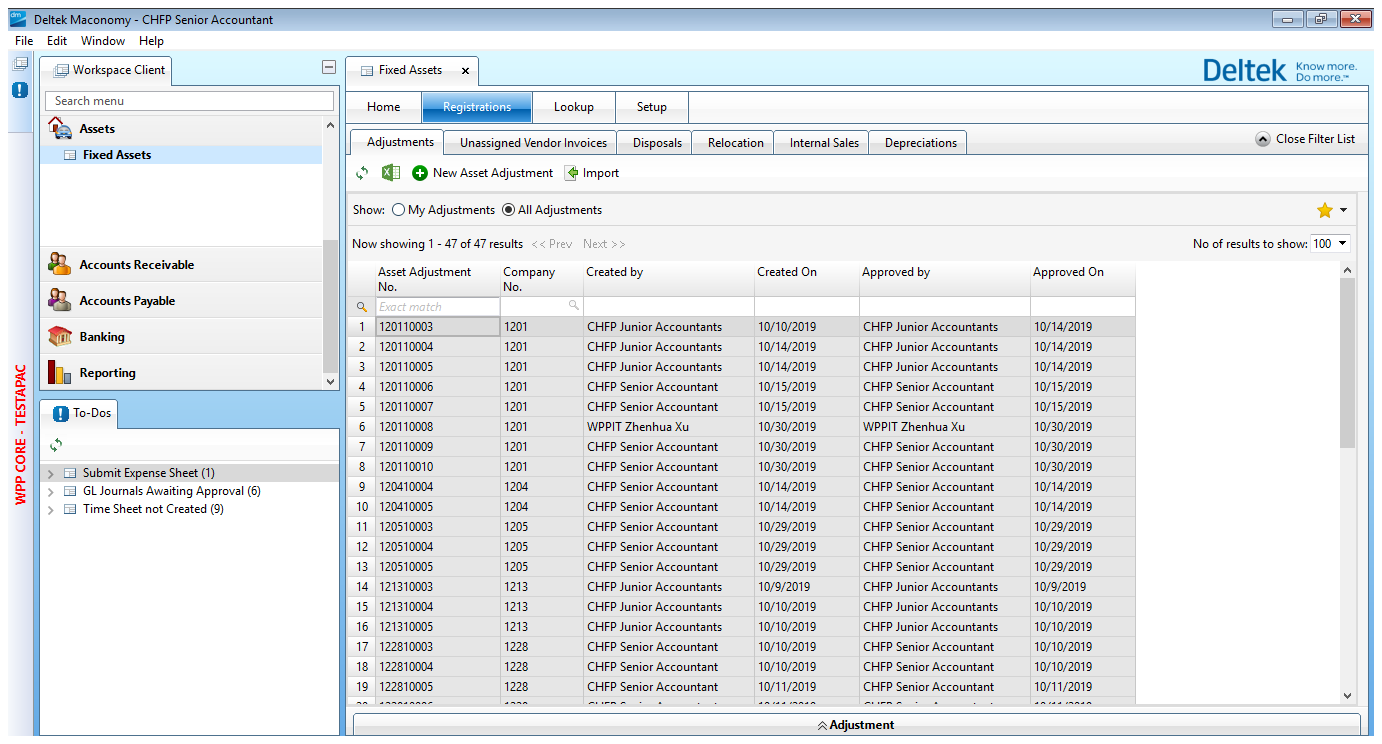 Deltek Maconomy - CHFP Senior Accountant
File Edit Window Help
Workspace Client
Search menu
Assets
Fixed Assets
Accounts Receivable
Accounts Payable
Banking
Reporting
WPP CORE - TESTAPAC
To-Dos
Submit Expense Sheet (1)
GL Journals Awaiting Approval (6)
Time Sheet not Created (9)
Fixed Assets x
Deltek Know more.
Do more.™
Home Registrations Lookup Setup
Adjustments Unassigned Vendor Invoices Disposals Relocation Internal Sales Depreciations Close Filter List
New Asset Adjustment Import
Show: My Adjustments All Adjustments
Now showing 1 - 47 of 47 results << Prev Next >> No of results to show: 100
Asset Adjustment Company Created by Created On Approved by Approved On
No. No.
Exact match
1 120110003 1201 CHFP Junior Accountants 10/10/2019 CHFP Junior Accountants 10/14/2019
2 120110004 1201 CHFP Junior Accountants 10/14/2019 CHFP Junior Accountants 10/14/2019
3 120110005 1201 CHFP Junior Accountants 10/14/2019 CHFP Junior Accountants 10/14/2019
4 120110006 1201 CHFP Senior Accountant 10/15/2019 CHFP Senior Accountant 10/15/2019
5 120110007 1201 CHFP Senior Accountant 10/15/2019 CHFP Senior Accountant 10/15/2019
6 120110008 1201 WPPIT Zhenhua Xu 10/30/2019 WPPIT Zhenhua Xu 10/30/2019
7 120110009 1201 CHFP Senior Accountant 10/30/2019 CHFP Senior Accountant 10/30/2019
8 120110010 1201 CHFP Senior Accountant 10/30/2019 CHFP Senior Accountant 10/30/2019
9 120410004 1204 CHFP Senior Accountant 10/14/2019 CHFP Senior Accountant 10/14/2019
10 120410005 1204 CHFP Senior Accountant 10/14/2019 CHFP Senior Accountant 10/14/2019
11 120510003 1205 CHFP Senior Accountant 10/29/2019 CHFP Senior Accountant 10/29/2019
12 120510004 1205 CHFP Senior Accountant 10/29/2019 CHFP Senior Accountant 10/29/2019
13 120510005 1205 CHFP Senior Accountant 10/29/2019 CHFP Senior Accountant 10/29/2019
14 121310003 1213 CHFP Junior Accountants 10/9/2019 CHFP Junior Accountants 10/9/2019
15 121310004 1213 CHFP Junior Accountants 10/10/2019 CHFP Junior Accountants 10/10/2019
16 121310005 1213 CHFP Junior Accountants 10/10/2019 CHFP Junior Accountants 10/10/2019
17 122810003 1228 CHFP Senior Accountant 10/10/2019 CHFP Senior Accountant 10/10/2019
18 122810004 1228 CHFP Senior Accountant 10/10/2019 CHFP Senior Accountant 10/10/2019
19 122810005 1228 CHFP Senior Accountant 10/11/2019 CHFP Senior Accountant 10/11/2019
Adjustment